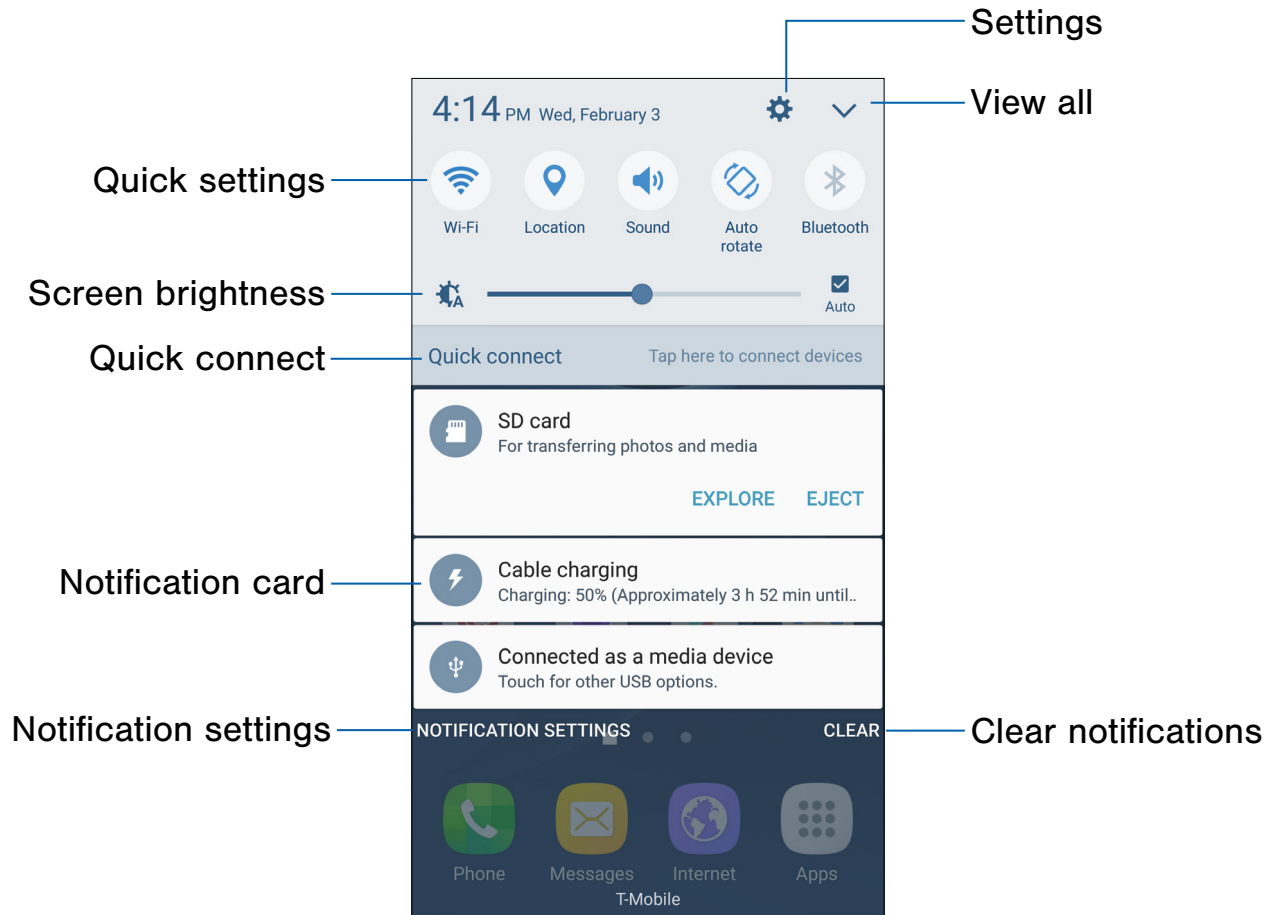 Settings
4:14 PM Wed, February 3
View all
Quick settings
Wi-Fi Location Sound Auto rotate Bluetooth
Screen brightness
A
Auto
Quick connect
Quick connect Tap here to connect devices
SD card
For transferring photos and media
EXPLORE EJECT
Notification card
Cable charging
Charging: 50% (Approximately 3 h 52 min until..
Connected as a media device
Touch for other USB options.
Notification settings
NOTIFICATION SETTINGS CLEAR
Clear notifications
Phone Messages Internet Apps
T-Mobile